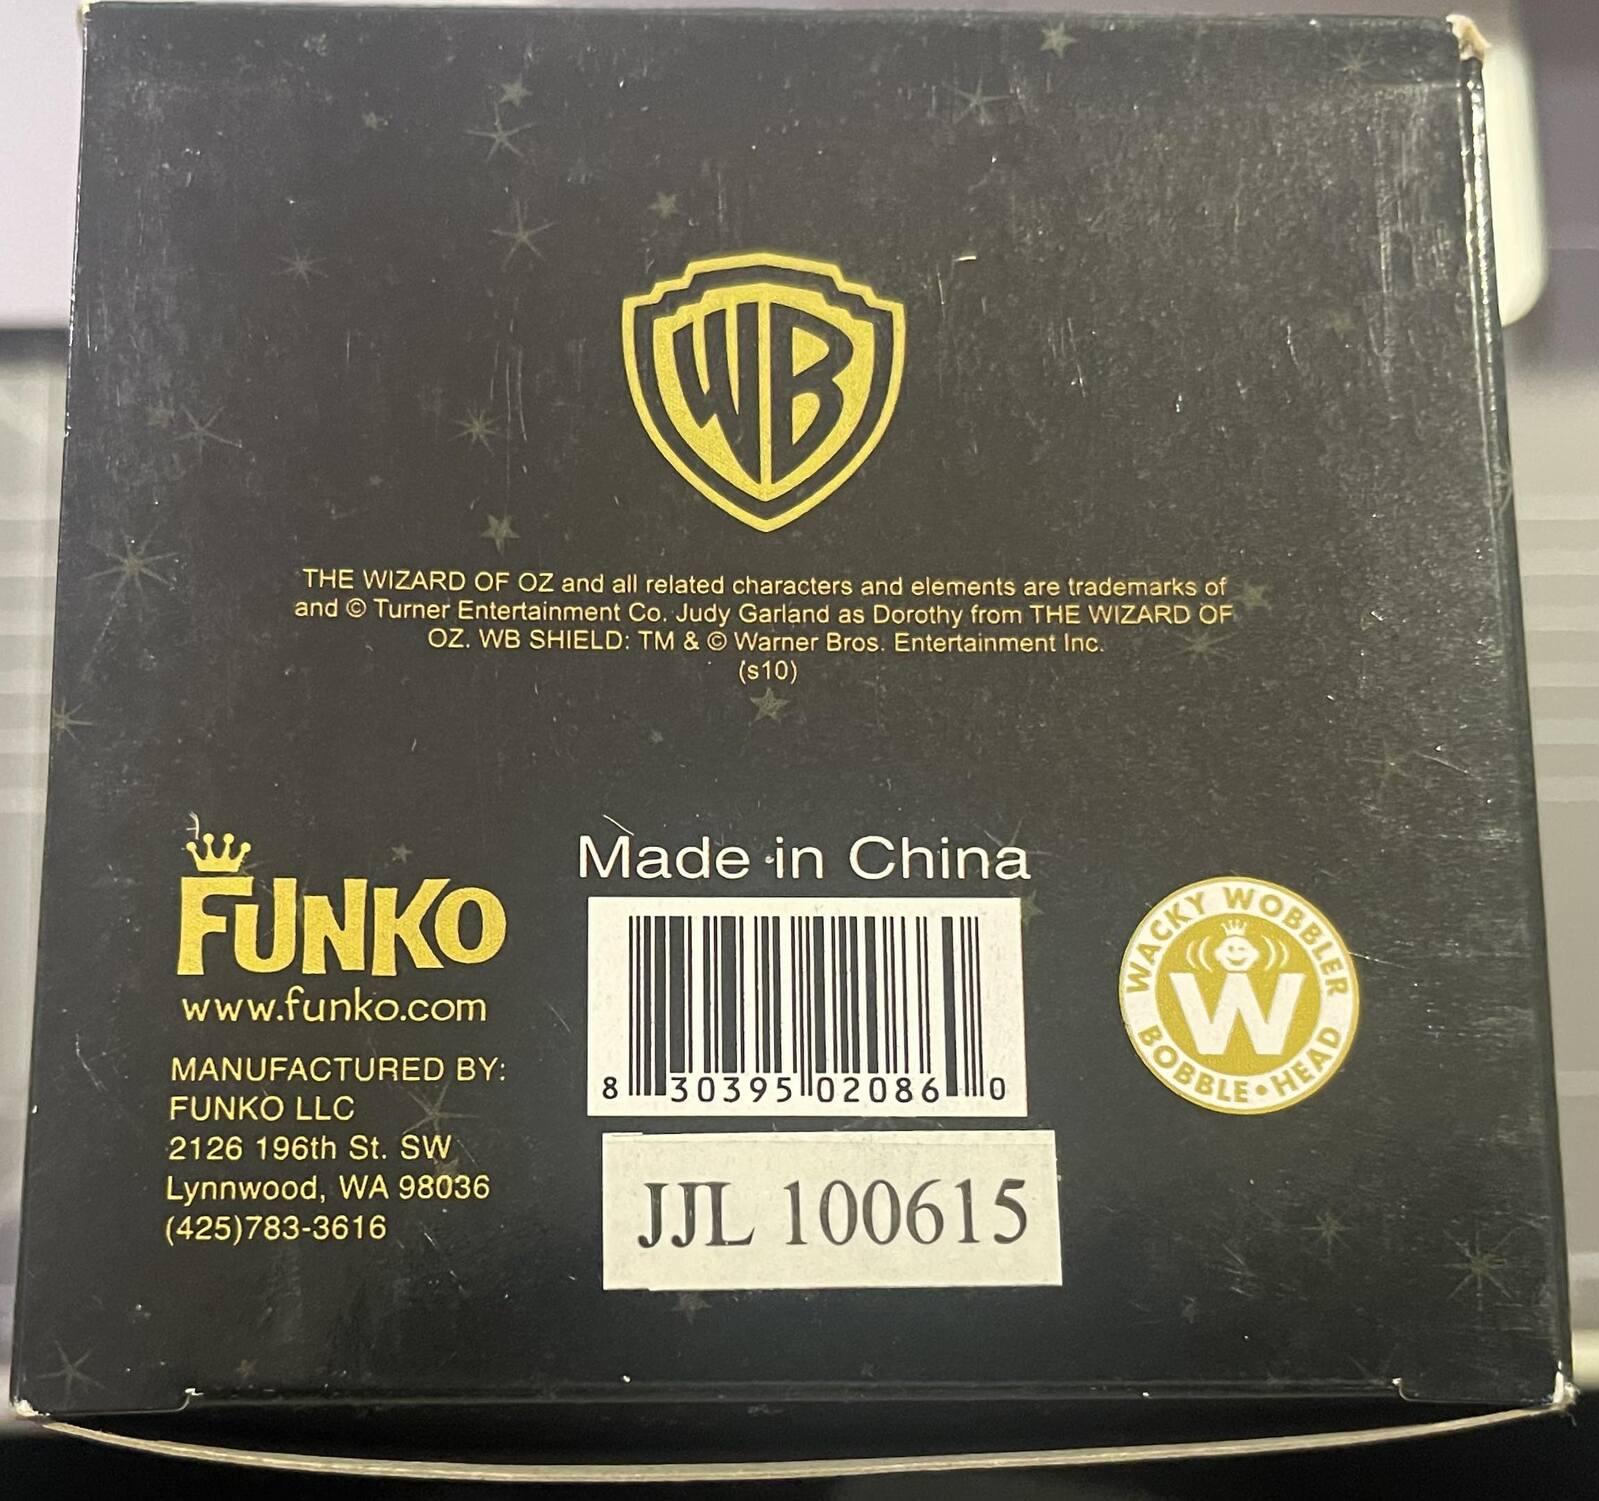 WB
THE WIZARD OF OZ and all related characters and elements are trademarks of
and © Turner Entertainment Co. Judy Garland as Dorothy from THE WIZARD OF
OZ. WB SHIELD: TM & © Warner Bros. Entertainment Inc.
(s10)
FUNKO
www.funko.com
MANUFACTURED BY:
FUNKO LLC
2126 196th St. SW
Lynnwood, WA 98036
(425)783-3616
Made in China
8 30395 02086 0
JJL 100615
WACKY WOBBLER
W
BOBBLE•HEAD